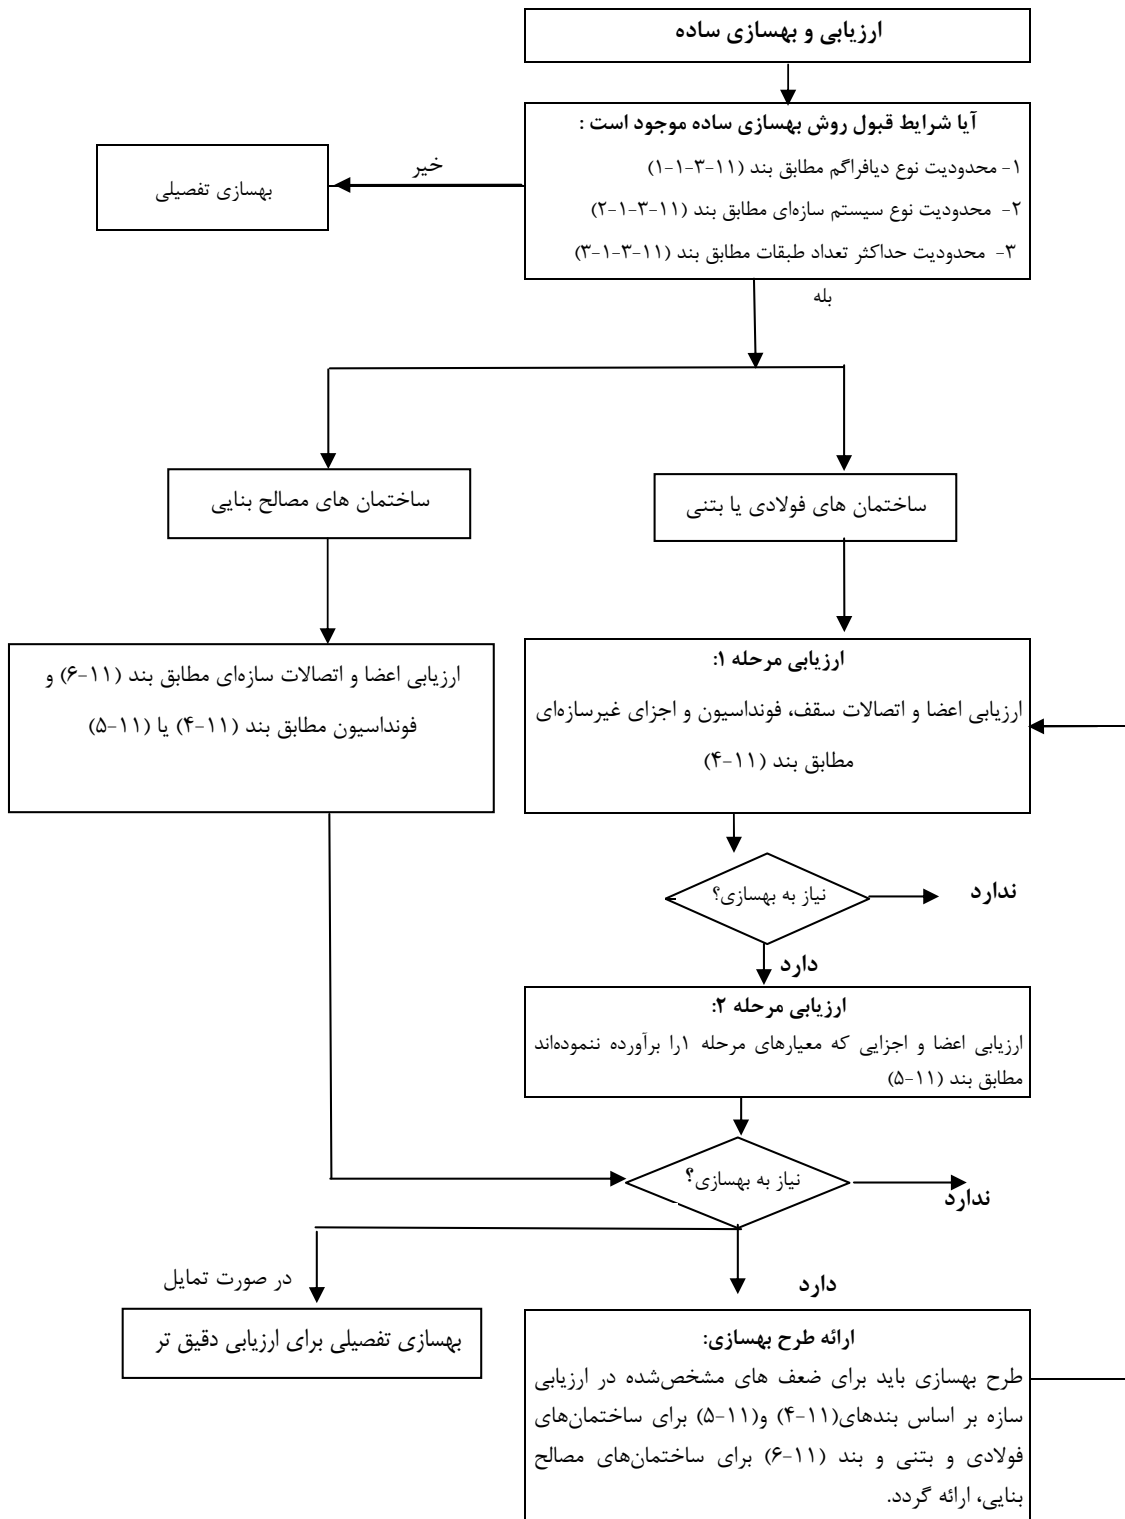 ارزیابی و بهسازی ساده
آیا شرایط قبول روش بهسازی ساده موجود است :
۱- محدودیت نوع دیافراگم مطابق بند (۱۱-۳-۱-۱)
۲- محدودیت نوع سیستم سازه‌ای مطابق بند (۱۱-۳-۱-۲)
۳- محدودیت حداکثر تعداد طبقات مطابق بند (۱۱-۳-۱-۳)
خیر
بهسازی تفصیلی
بله
ساختمان های فولادی یا بتنی
ساختمان های مصالح بنایی
ارزیابی مرحله ۱:
ارزیابی اعضا و اتصالات سقف، فونداسیون و اجزای غیرسازه‌ای
مطابق بند (۱۱-۴)
ارزیابی اعضا و اتصالات سازه‌ای مطابق بند (۱۱-۶) و
فونداسیون مطابق بند (۱۱-۴) یا (۱۱-۵)
نیاز به بهسازی؟
ندارد
دارد
ارزیابی مرحله ۲:
ارزیابی اعضا و اجزایی که معیارهای مرحله ۱را برآورده ننموده‌اند
مطابق بند (۱۱-۵)
نیاز به بهسازی؟
ندارد
دارد
در صورت تمایل
بهسازی تفصیلی برای ارزیابی دقیق تر
ارائه طرح بهسازی:
طرح بهسازی باید برای ضعف های مشخص‌شده در ارزیابی
سازه بر اساس بندهای(۱۱-۴) و(۱۱-۵) برای ساختمان‌های
فولادی و بتنی و بند (۱۱-۶) برای ساختمان‌های مصالح
بنایی، ارائه گردد.